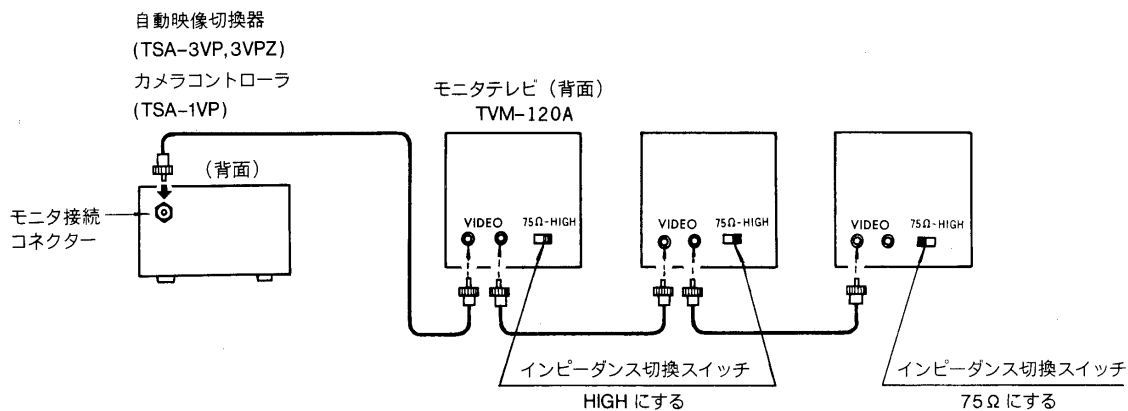 自動映像切換器
(TSA-3VP,3VPZ)
カメラコントローラ
(TSA-1VP)
(背面)
モニタ接続
コネクター
モニタテレビ(背面)
TVM-120A
VIDEO 75Ω-HIGH
VIDEO 75Ω-HIGH
VIDEO 75Ω-HIGH
インピーダンス切換スイッチ
HIGH にする
インピーダンス切換スイッチ
75Ω にする